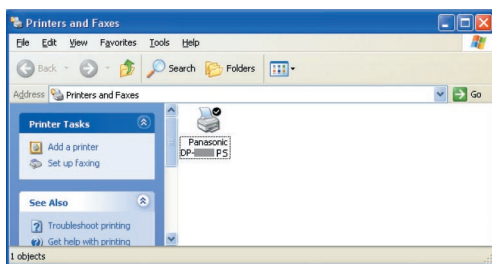 Printers and Faxes
File Edit View Favorites Tools Help
Back Search Folders
Address Printers and Faxes Go
Printer Tasks
Add a printer
Set up faxing
See Also
Troubleshoot printing
Get help with printing
Panasonic
DP- PS
1 objects